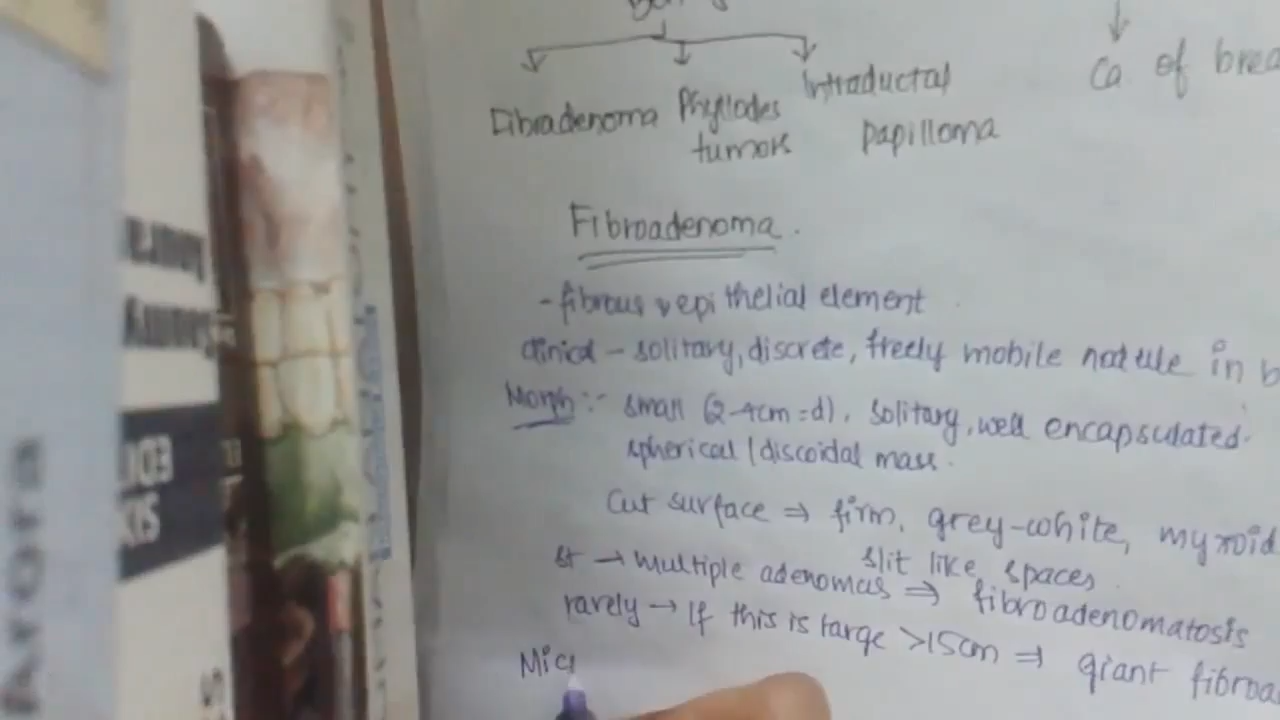 Fibroadenoma Phyllodes tumors Intraductal papilloma
Ca of brea
Fibroadenoma.
- fibrous & epithelial element
clinical - solitary, discrete, freely mobile nodule in b
Morph :- small (2-4cm=d), solitary, well encapsulated.
spherical / discoidal mass.
Cut surface ⇒ firm, grey-white, myxoid
slit like spaces.
st → multiple adenomas ⇒ fibroadenomatosis
rarely → If this is large >15cm ⇒ giant fibroa
Mic